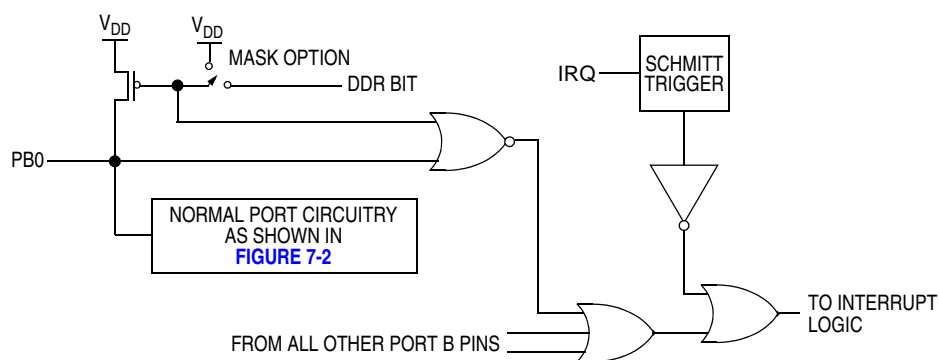 VDD
VDD
MASK OPTION
DDR BIT
IRQ
SCHMITT
TRIGGER
PB0
NORMAL PORT CIRCUITRY
AS SHOWN IN
FIGURE 7-2
TO INTERRUPT
LOGIC
FROM ALL OTHER PORT B PINS